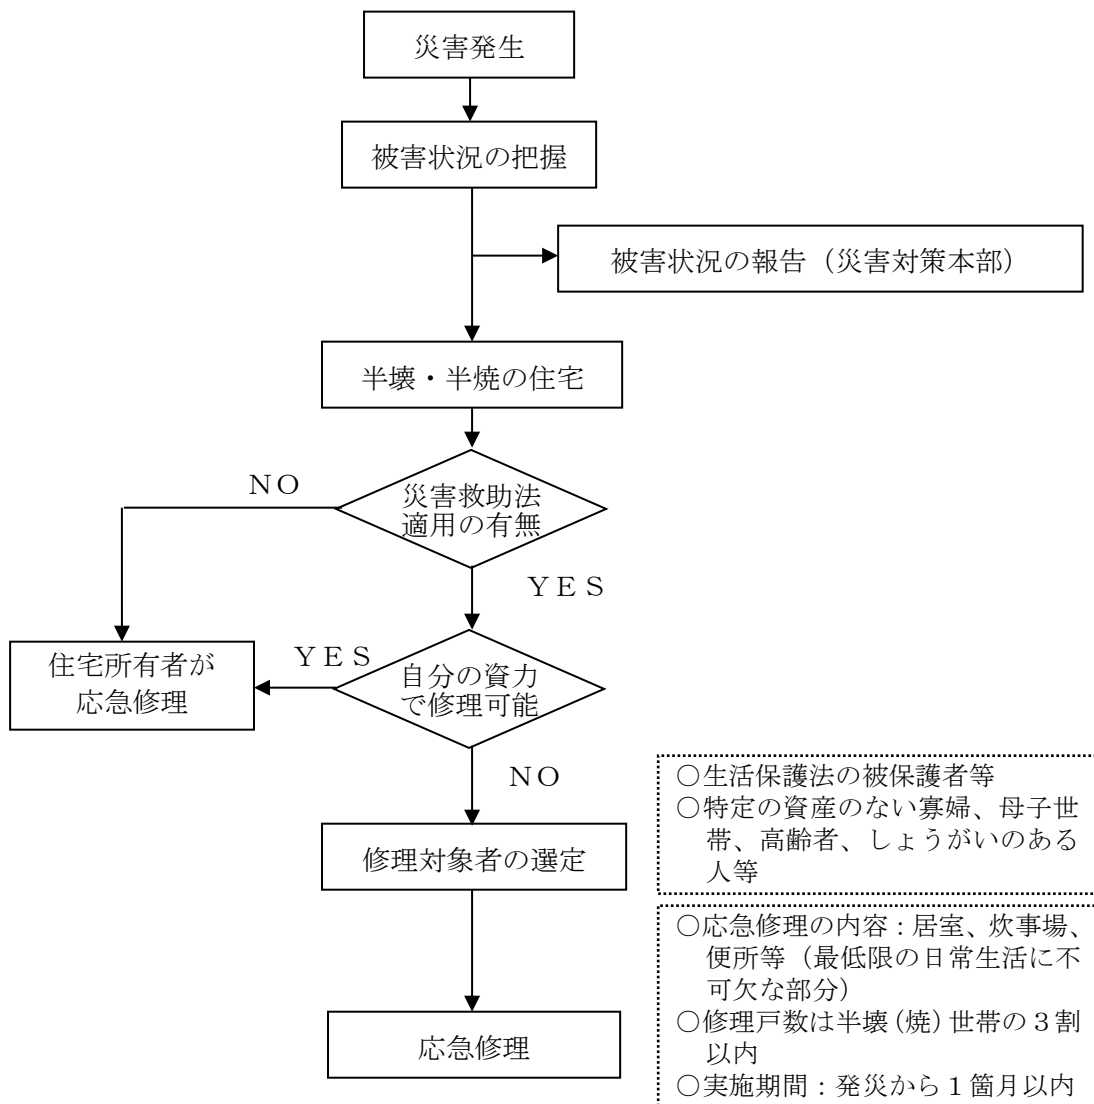 災害発生
被害状況の把握
被害状況の報告（災害対策本部）
半壊・半焼の住宅
災害救助法
適用の有無
ＮＯ
ＹＥＳ
自分の資力
で修理可能
ＹＥＳ
住宅所有者が
応急修理
ＮＯ
修理対象者の選定
○生活保護法の被保護者等
○特定の資産のない寡婦、母子世
帯、高齢者、しょうがいのある
人等
応急修理
○応急修理の内容：居室、炊事場、
便所等（最低限の日常生活に不
可欠な部分）
○修理戸数は半壊(焼)世帯の３割
以内
○実施期間：発災から１箇月以内